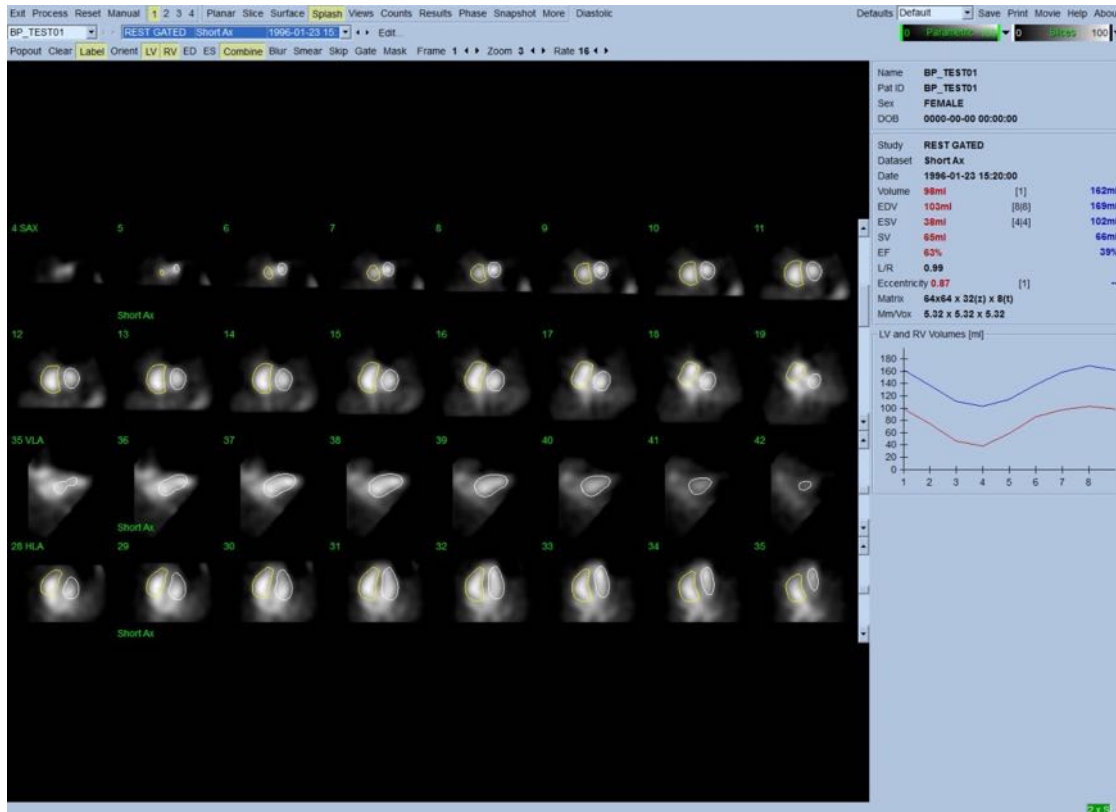 Exit Process Reset Manual 1 2 3 4 Planar Slice Surface Splash Views Counts Results Phase Snapshot More Diastolic Defaults Default Save Print Movie Help Abou
BP_TEST01 REST GATED Short Ax 1996-01-23 15: Edit... 0 Parametric 0 Slices 100
Popout Clear Label Orient LV RV ED ES Combine Blur Smear Skip Gate Mask Frame 1 Zoom 3 Rate 16
Name BP_TEST01
Pat ID BP_TEST01
Sex FEMALE
DOB 0000-00-00 00:00:00
Study REST GATED
Dataset Short Ax
Date 1996-01-23 15:20:00
Volume 98ml [1] 162ml
EDV 103ml [8|8] 169ml
ESV 38ml [4|4] 102ml
SV 65ml 66ml
EF 63% 39%
L/R 0.99
Eccentricity 0.87 [1] --
Matrix 64x64 x 32(z) x 8(t)
Mm/Vox 5.32 x 5.32 x 5.32
LV and RV Volumes [ml]
180
160
140
120
100
80
60
40
20
0
1 2 3 4 5 6 7 8
4 SAX 5 6 7 8 9 10 11
Short Ax
12 13 14 15 16 17 18 19
35 VLA 36 37 38 39 40 41 42
Short Ax
28 HLA 29 30 31 32 33 34 35
Short Ax